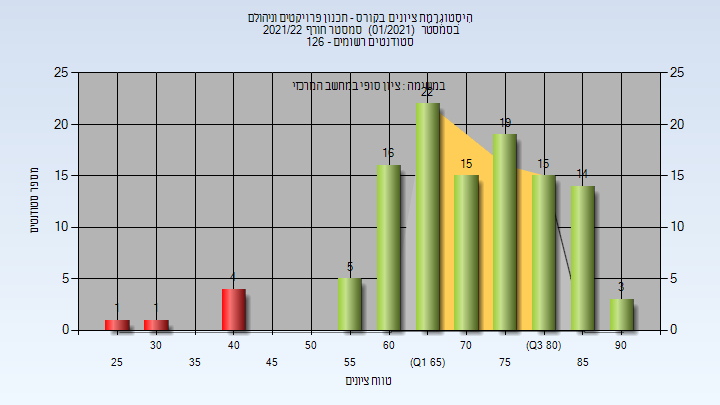 היסטוגרמת ציונים בקורס - תכנון פרויקטים וניהולם
בסמסטר (01/2021) סמסטר חורף 2021/22
סטודנטים רשומים - 126
במשימה : ציון סופי במחשב המרכזי
25 25
20 20
15 15
10 10
5 5
0 0
מספר סטודנטים
1 1 4 5 16 22 15 19 15 14 3
30 40 50 60 70 (Q3 80) 90
25 35 45 55 (Q1 65) 75 85
טווח ציונים